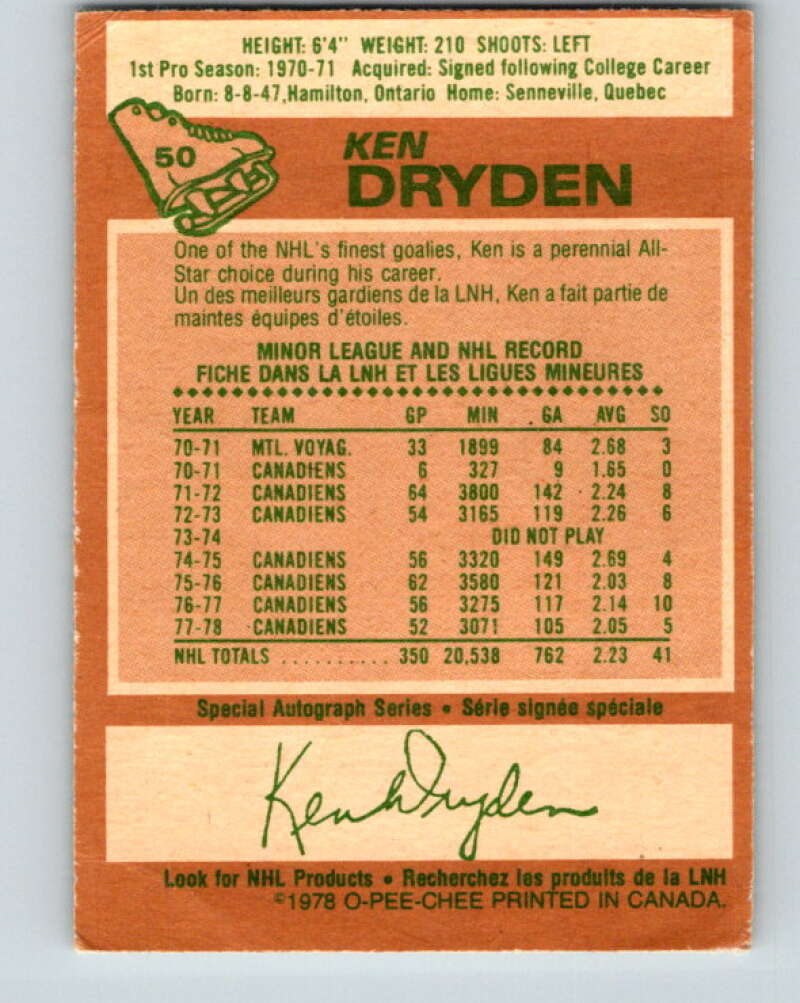 HEIGHT: 6'4" WEIGHT: 210 SHOOTS: LEFT
1st Pro Season: 1970-71 Acquired: Signed following College Career
Born: 8-8-47, Hamilton, Ontario Home: Senneville, Quebec
50
KEN
DRYDEN
One of the NHL's finest goalies, Ken is a perennial All-
Star choice during his career.
Un des meilleurs gardiens de la LNH, Ken a fait partie de
maintes équipes d'étoiles.
MINOR LEAGUE AND NHL RECORD
FICHE DANS LA LNH ET LES LIGUES MINEURES
YEAR TEAM GP MIN GA AVG SO
70-71 MTL. VOYAG. 33 1899 84 2.68 3
70-71 CANADIENS 6 327 9 1.65 0
71-72 CANADIENS 64 3800 142 2.24 8
72-73 CANADIENS 54 3165 119 2.26 6
73-74 DID NOT PLAY
74-75 CANADIENS 56 3320 149 2.69 4
75-76 CANADIENS 62 3580 121 2.03 8
76-77 CANADIENS 56 3275 117 2.14 10
77-78 CANADIENS 52 3071 105 2.05 5
NHL TOTALS .......... 350 20,538 762 2.23 41
Special Autograph Series • Série signée spéciale
Ken Dryden
Look for NHL Products • Recherchez les produits de la LNH
©1978 O-PEE-CHEE PRINTED IN CANADA.